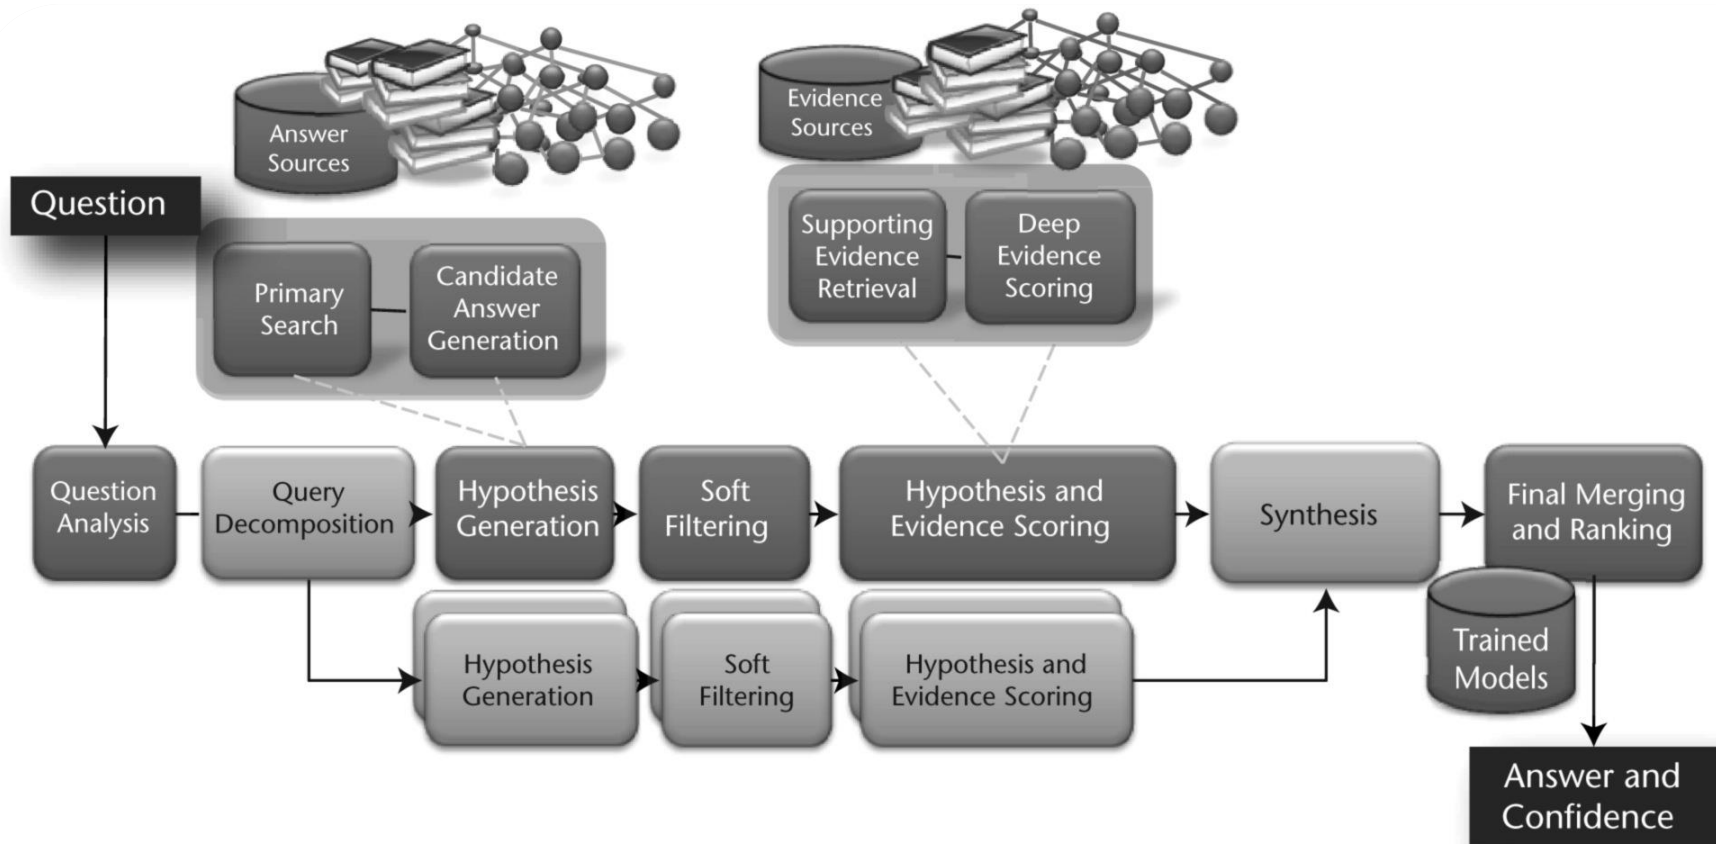 Answer
Sources
Evidence
Sources
Question
Primary
Search
Candidate
Answer
Generation
Supporting
Evidence
Retrieval
Deep
Evidence
Scoring
Question
Analysis
Query
Decomposition
Hypothesis
Generation
Soft
Filtering
Hypothesis and
Evidence Scoring
Synthesis
Final Merging
and Ranking
Hypothesis
Generation
Soft
Filtering
Hypothesis and
Evidence Scoring
Trained
Models
Answer and
Confidence